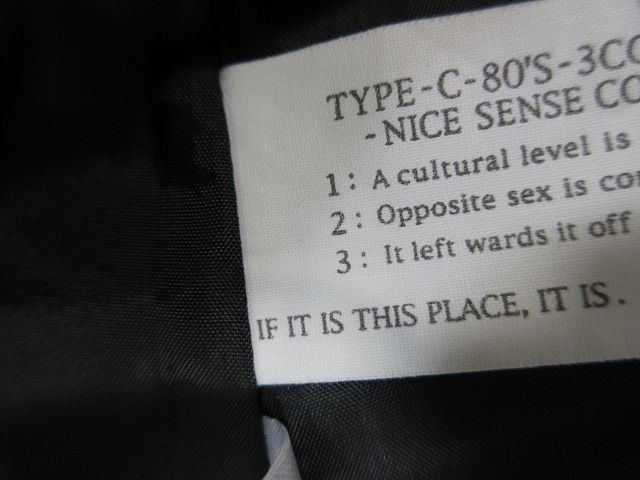 TYPE-C-80'S-3CO
-NICE SENSE CO
1: A cultural level is
2: Opposite sex is con
3: It left wards it off
IF IT IS THIS PLACE, IT IS.